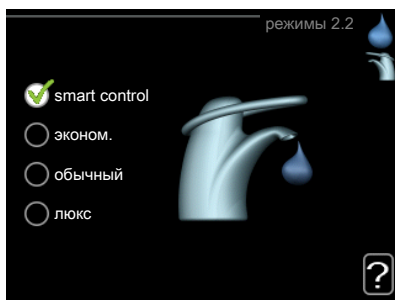 режимы 2.2
smart control
эконом.
обычный
люкс
?